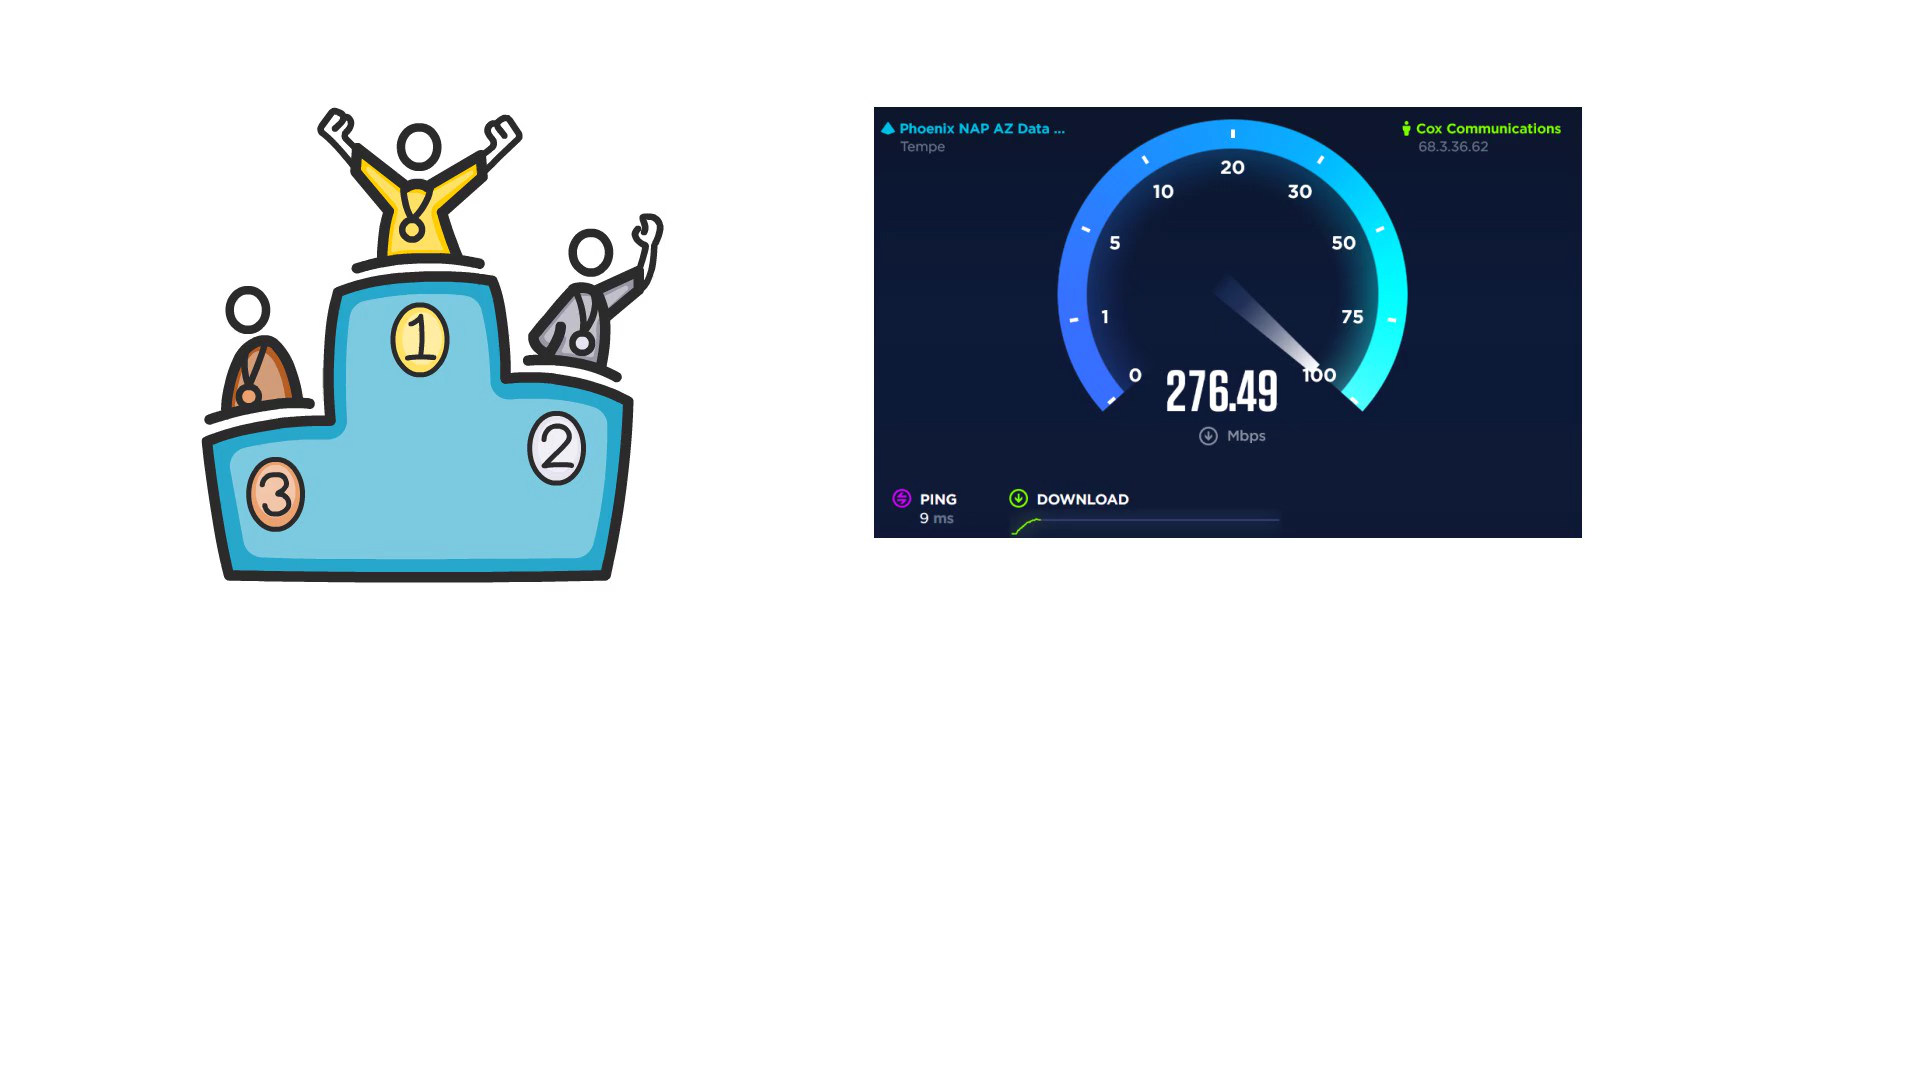 1
2
3
Phoenix NAP AZ Data ...
Tempe
Cox Communications
68.3.36.62
0
1
5
10
20
30
50
75
100
276.49
Mbps
PING
9 ms
DOWNLOAD